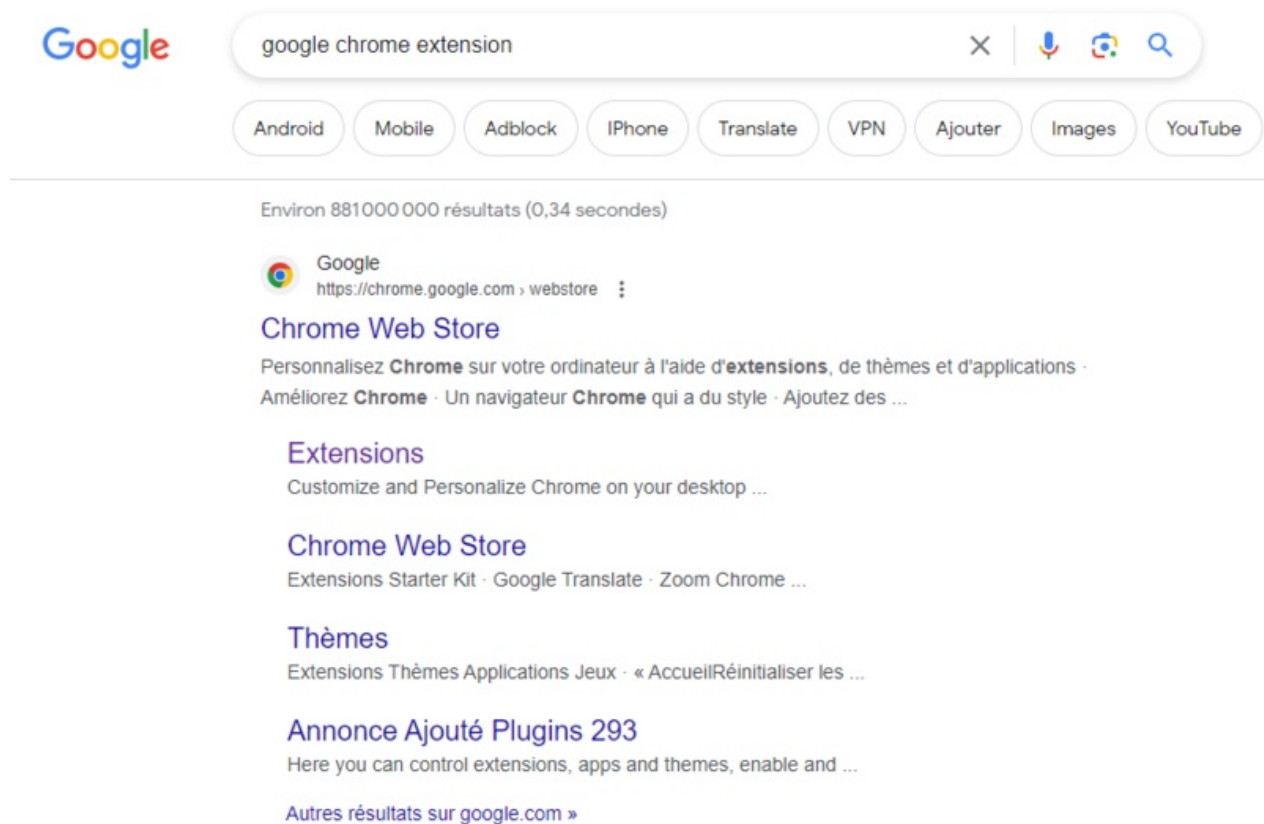 Google
google chrome extension
Android Mobile Adblock IPhone Translate VPN Ajouter Images YouTube
Environ 881 000 000 résultats (0,34 secondes)
Google
https://chrome.google.com › webstore
Chrome Web Store
Personnalisez Chrome sur votre ordinateur à l'aide d'extensions, de thèmes et d'applications ·
Améliorez Chrome · Un navigateur Chrome qui a du style · Ajoutez des ...
Extensions
Customize and Personalize Chrome on your desktop ...
Chrome Web Store
Extensions Starter Kit · Google Translate · Zoom Chrome ...
Thèmes
Extensions Thèmes Applications Jeux · « AccueilRéinitialiser les ...
Annonce Ajouté Plugins 293
Here you can control extensions, apps and themes, enable and ...
Autres résultats sur google.com »